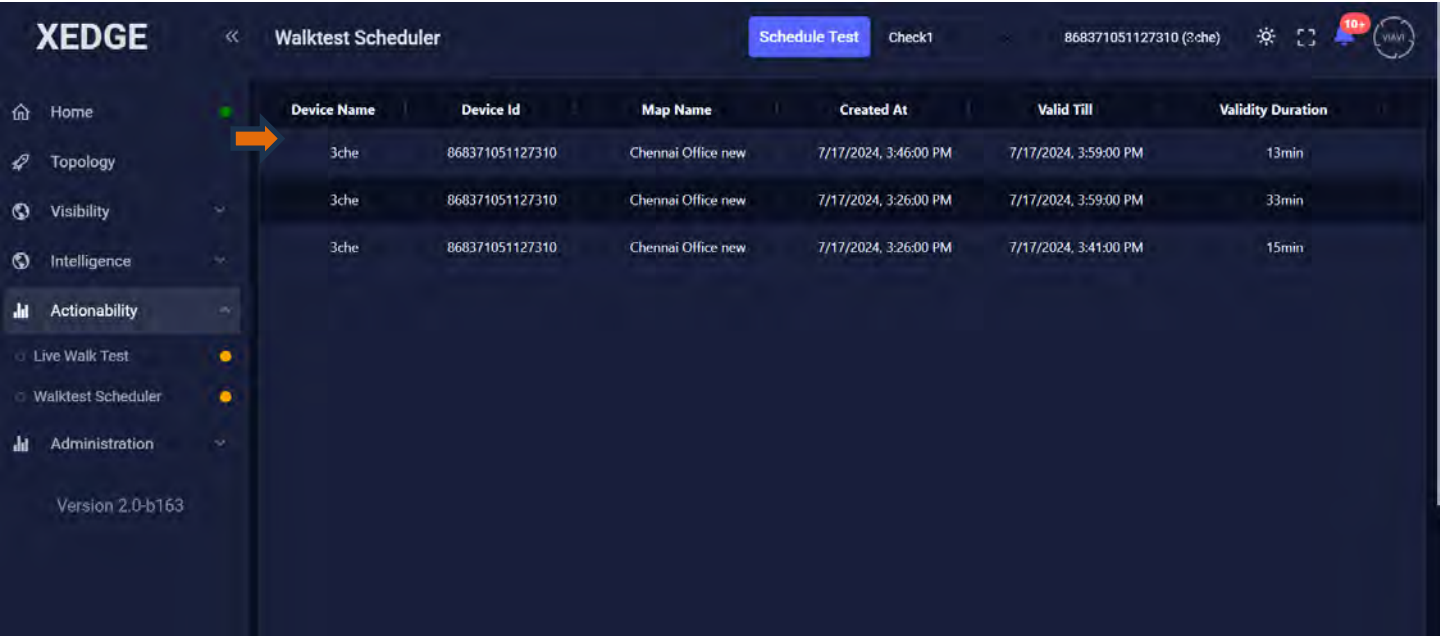 XEDGE
Walktest Scheduler
Schedule Test
Check1
868371051127310 (3che)
10+
VIAVI
Home
Topology
Visibility
Intelligence
Actionability
Live Walk Test
Walktest Scheduler
Administration
Version 2.0-b163
Device Name Device Id Map Name Created At Valid Till Validity Duration
3che 868371051127310 Chennai Office new 7/17/2024, 3:46:00 PM 7/17/2024, 3:59:00 PM 13min
3che 868371051127310 Chennai Office new 7/17/2024, 3:26:00 PM 7/17/2024, 3:59:00 PM 33min
3che 868371051127310 Chennai Office new 7/17/2024, 3:26:00 PM 7/17/2024, 3:41:00 PM 15min